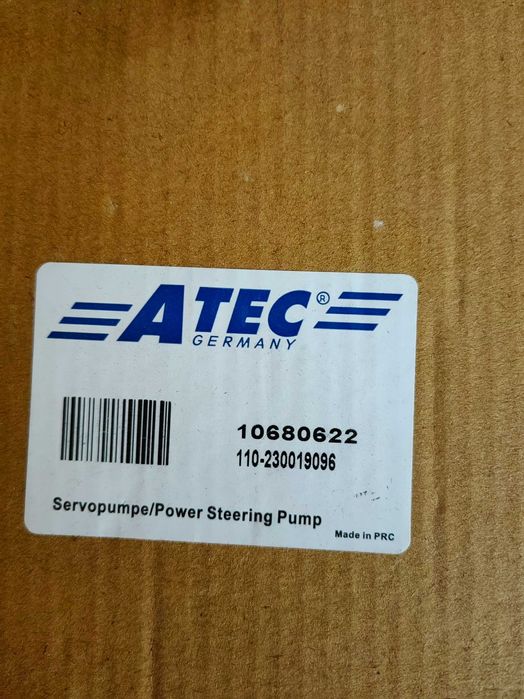 ATEC®
GERMANY
10680622
110-230019096
Servopumpe/Power Steering Pump
Made in PRC